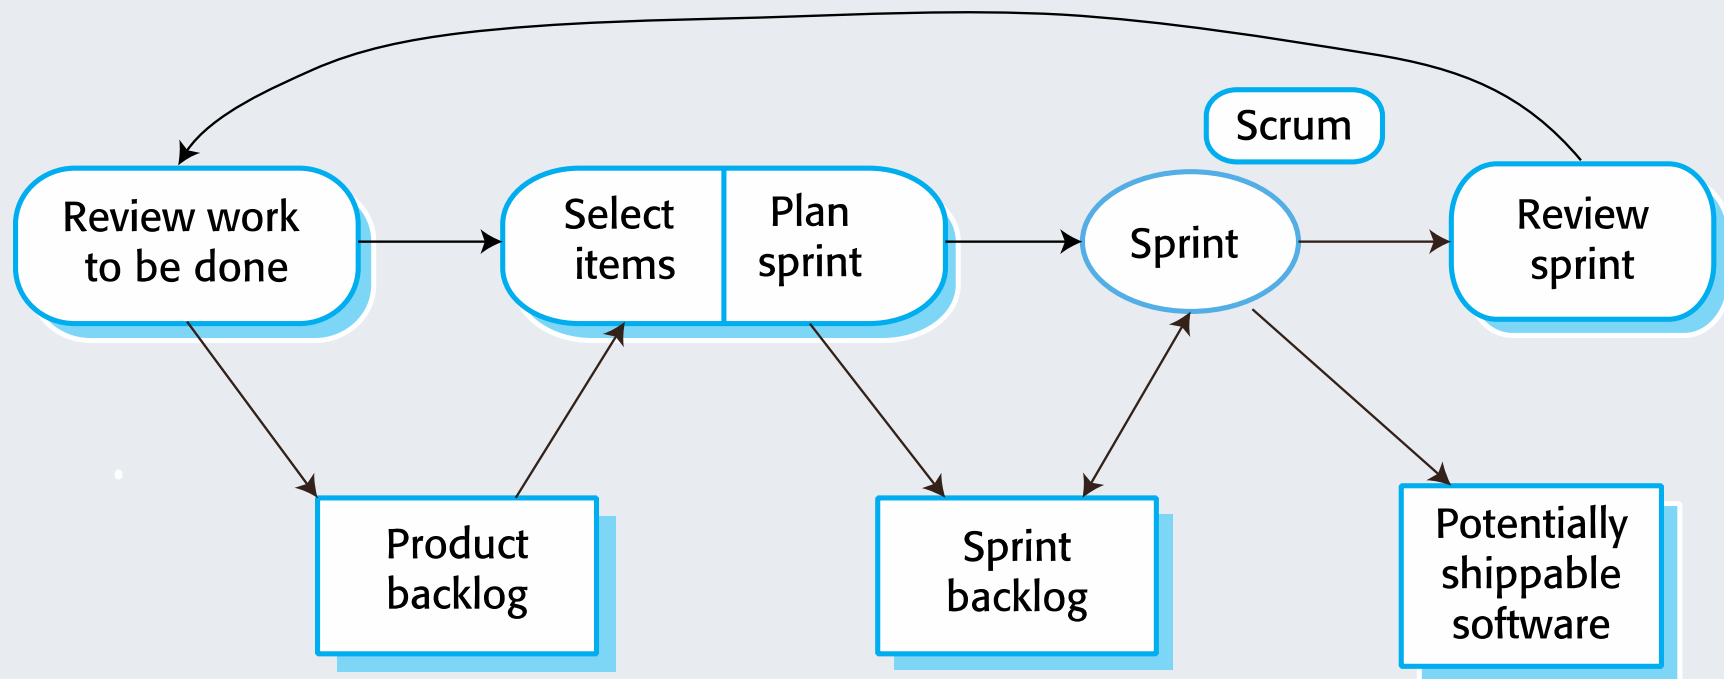 Scrum
Review work
to be done
Select
items
Plan
sprint
Sprint
Review
sprint
Product
backlog
Sprint
backlog
Potentially
shippable
software